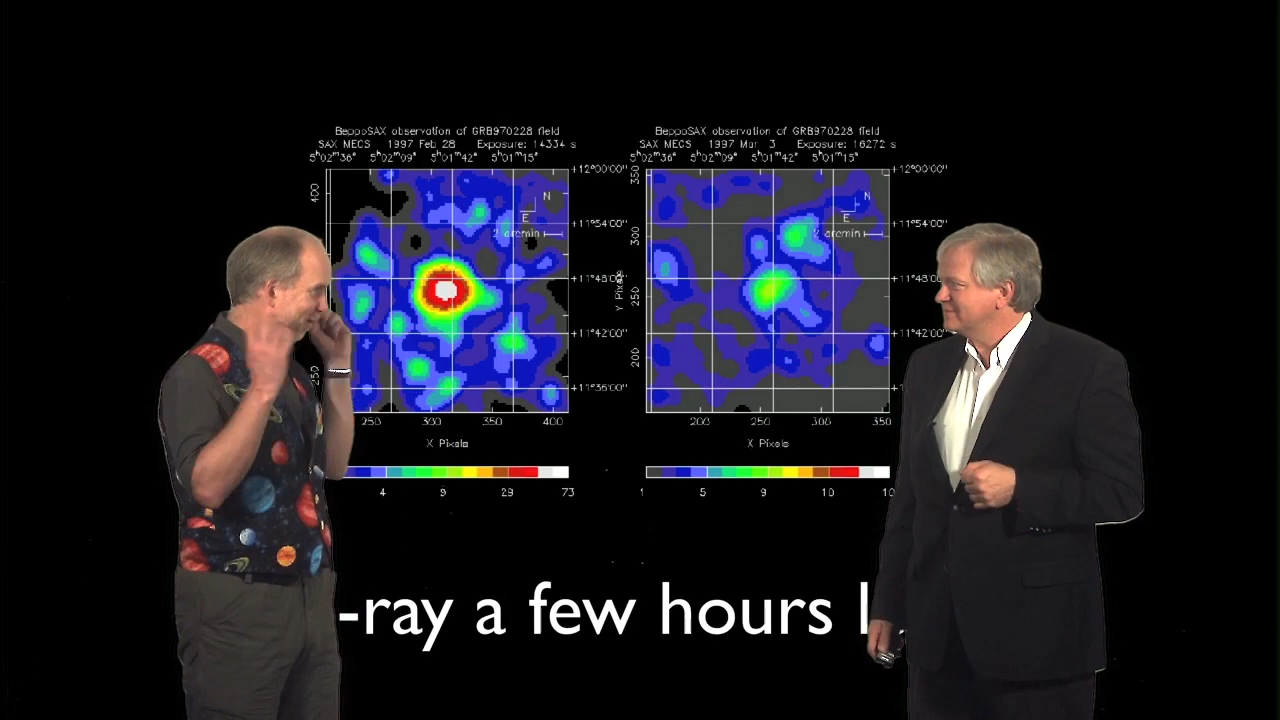 BeppoSAX observation of GRB970228 field
SAX MECS 1997 Feb 28 Exposure: 14334 s
5ʰ02ᵐ36ˢ 5ʰ02ᵐ09ˢ 5ʰ01ᵐ42ˢ 5ʰ01ᵐ15ˢ
+12°00'00"
+11°54'00"
+11°48'00"
+11°42'00"
+11°36'00"
400
250
N
E
2 arcmin
250 300 350 400
X Pixels
4 9 29 73
BeppoSAX observation of GRB970228 field
SAX MECS 1997 Mar 3 Exposure: 16272 s
5ʰ02ᵐ36ˢ 5ʰ02ᵐ09ˢ 5ʰ01ᵐ42ˢ 5ʰ01ᵐ15ˢ
+12°00'00"
+11°54'00"
+11°48'00"
+11°42'00"
350
300
250
200
Y Pixels
N
E
2 arcmin
200 250 300 350
X Pixels
1 5 9 10 10
-ray a few hours